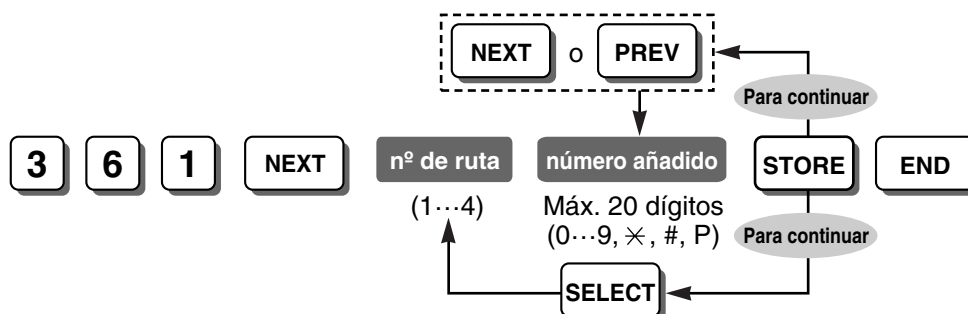 NEXT o PREV
Para continuar
3 6 1 NEXT nº de ruta número añadido STORE END
(1···4) Máx. 20 dígitos
(0···9, ✳, #, P) Para continuar
SELECT